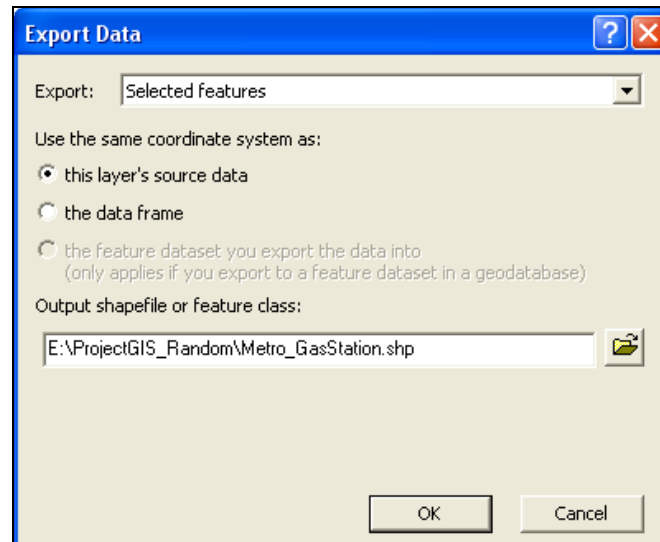 Export Data
Export: Selected features
Use the same coordinate system as:
this layer's source data
the data frame
the feature dataset you export the data into
(only applies if you export to a feature dataset in a geodatabase)
Output shapefile or feature class:
E:\ProjectGIS_Random\Metro_GasStation.shp
OK Cancel